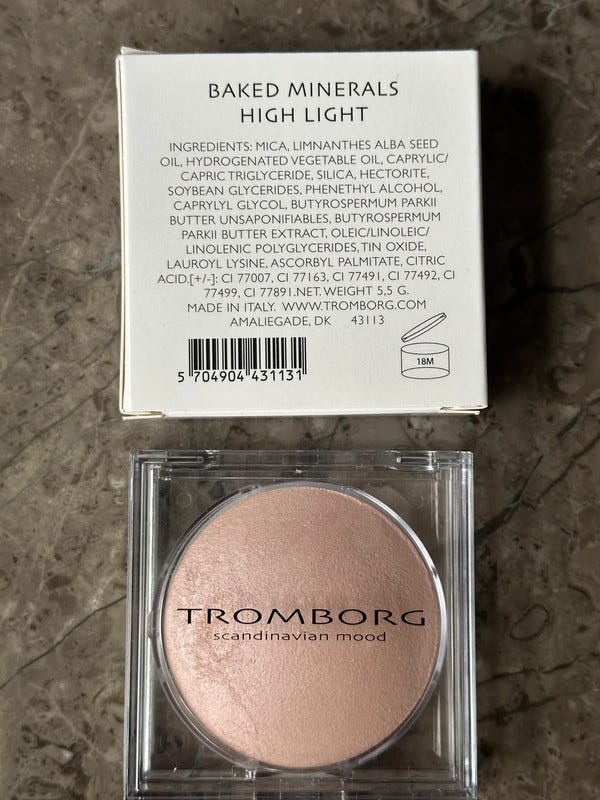 BAKED MINERALS
HIGH LIGHT
INGREDIENTS: MICA, LIMNANTHES ALBA SEED
OIL, HYDROGENATED VEGETABLE OIL, CAPRYLIC/
CAPRIC TRIGLYCERIDE, SILICA, HECTORITE,
SOYBEAN GLYCERIDES, PHENETHYL ALCOHOL,
CAPRYLYL GLYCOL, BUTYROSPERMUM PARKII
BUTTER UNSAPONIFIABLES, BUTYROSPERMUM
PARKII BUTTER EXTRACT, OLEIC/LINOLEIC/
LINOLENIC POLYGLYCERIDES,TIN OXIDE,
LAUROYL LYSINE, ASCORBYL PALMITATE, CITRIC
ACID.[+/-]: CI 77007, CI 77163, CI 77491, CI 77492, CI
77499, CI 77891.NET. WEIGHT 5,5 G.
MADE IN ITALY. WWW.TROMBORG.COM
AMALIEGADE, DK 43113
18M
5 704904 431131
TROMBORG
scandinavian mood